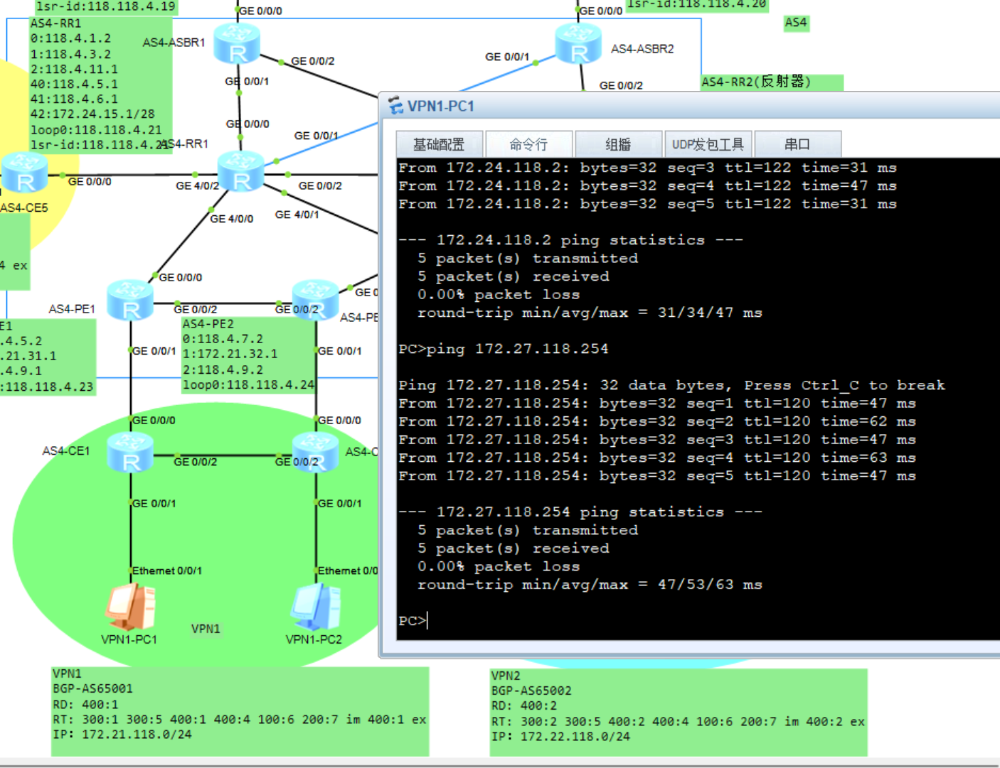 lsr-id:118.118.4.19
GE 0/0/0
GE 0/0/0
lsr-id:118.118.4.20
AS4
AS4-RR1
0:118.4.1.2
1:118.4.3.2
2:118.4.11.1
40:118.4.5.1
41:118.4.6.1
42:172.24.15.1/28
loop0:118.118.4.21
lsr-id:118.118.4.21
AS4-ASBR1
GE 0/0/2
GE 0/0/1
GE 0/0/1
AS4-ASBR2
GE 0/0/2
AS4-RR2(反射器)
GE 0/0/0
GE 0/0/1
AS4-RR1
GE 0/0/0
GE 4/0/2
GE 0/0/2
AS4-CE5
GE 4/0/0
GE 4/0/1
4 ex
GE 0/0/0
AS4-PE1
GE 0/0/2
GE 0/0/2
GE 0
AS4-PE
E1
.4.5.2
.21.31.1
.4.9.1
:118.118.4.23
GE 0/0/1
AS4-PE2
0:118.4.7.2
1:172.21.32.1
2:118.4.9.2
loop0:118.118.4.24
GE 0/0/1
GE 0/0/0
GE 0/0/0
AS4-CE1
GE 0/0/2
GE 0/0/2
AS4-C
GE 0/0/1
GE 0/0/1
Ethernet 0/0/1
Ethernet 0/0
VPN1-PC1
VPN1
VPN1-PC2
VPN1
BGP-AS65001
RD: 400:1
RT: 300:1 300:5 400:1 400:4 100:6 200:7 im 400:1 ex
IP: 172.21.118.0/24
VPN2
BGP-AS65002
RD: 400:2
RT: 300:2 300:5 400:2 400:4 100:6 200:7 im 400:2 ex
IP: 172.22.118.0/24
VPN1-PC1
基础配置 命令行 组播 UDP发包工具 串口
From 172.24.118.2: bytes=32 seq=3 ttl=122 time=31 ms
From 172.24.118.2: bytes=32 seq=4 ttl=122 time=47 ms
From 172.24.118.2: bytes=32 seq=5 ttl=122 time=31 ms
--- 172.24.118.2 ping statistics ---
5 packet(s) transmitted
5 packet(s) received
0.00% packet loss
round-trip min/avg/max = 31/34/47 ms
PC>ping 172.27.118.254
Ping 172.27.118.254: 32 data bytes, Press Ctrl_C to break
From 172.27.118.254: bytes=32 seq=1 ttl=120 time=47 ms
From 172.27.118.254: bytes=32 seq=2 ttl=120 time=62 ms
From 172.27.118.254: bytes=32 seq=3 ttl=120 time=47 ms
From 172.27.118.254: bytes=32 seq=4 ttl=120 time=63 ms
From 172.27.118.254: bytes=32 seq=5 ttl=120 time=47 ms
--- 172.27.118.254 ping statistics ---
5 packet(s) transmitted
5 packet(s) received
0.00% packet loss
round-trip min/avg/max = 47/53/63 ms
PC>